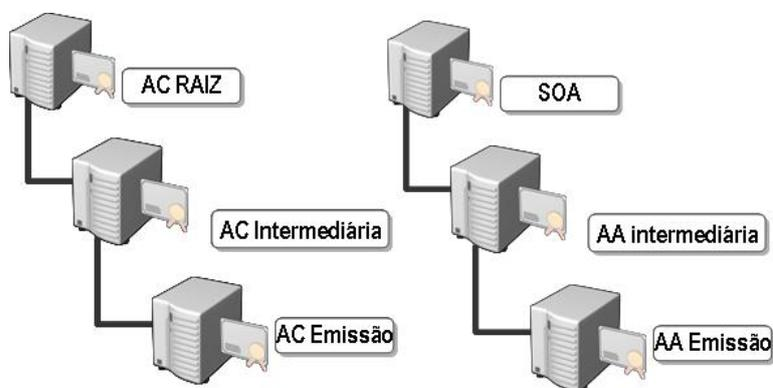 AC RAIZ
SOA
AC Intermediária
AA intermediária
AC Emissão
AA Emissão